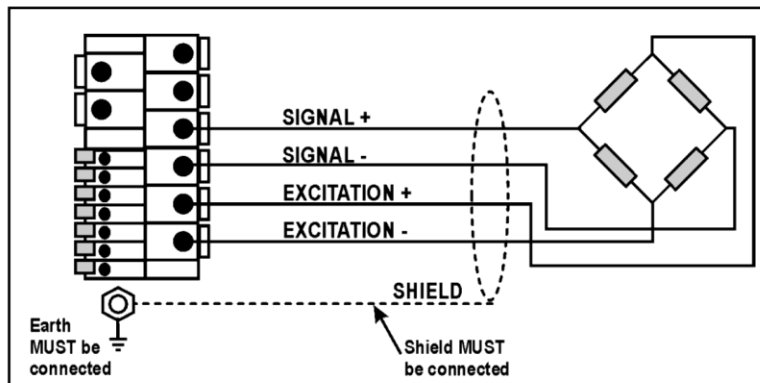 SIGNAL +
SIGNAL -
EXCITATION +
EXCITATION -
SHIELD
Earth
MUST be
connected
Shield MUST
be connected